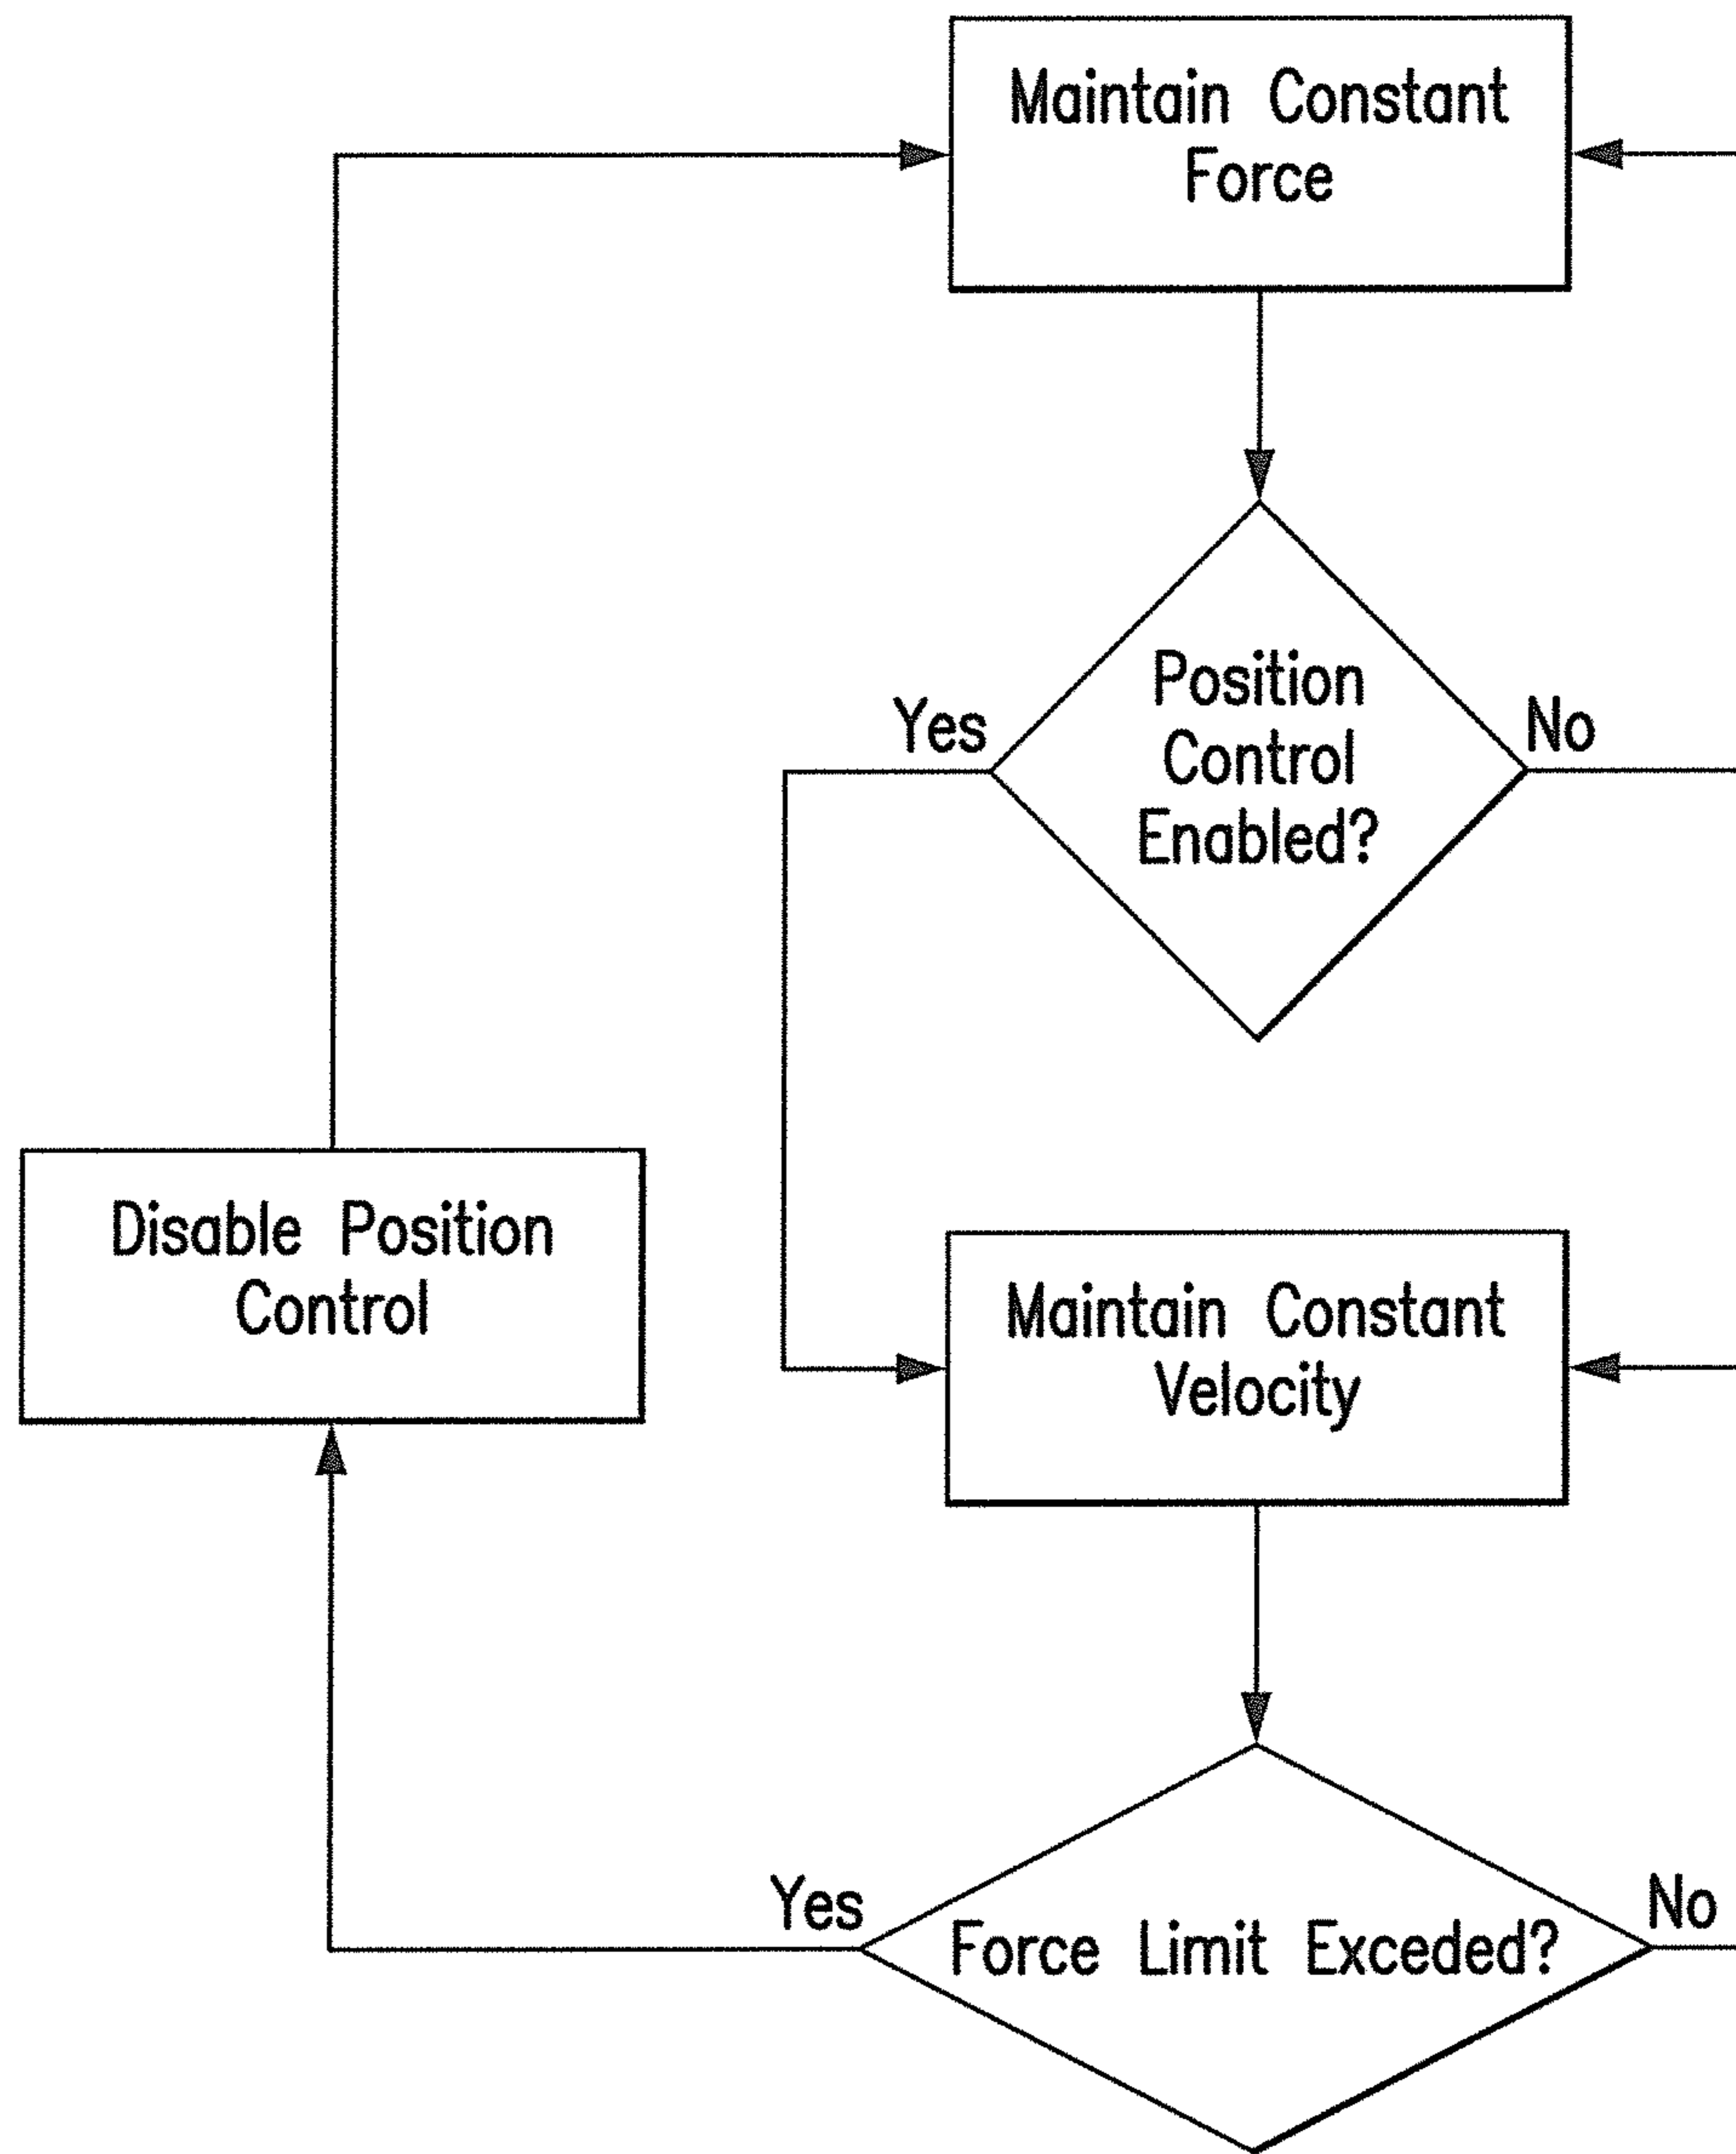 Maintain Constant
Force
Position
Control
Enabled?
Yes
No
Disable Position
Control
Maintain Constant
Velocity
Yes
Force Limit Exceded?
No